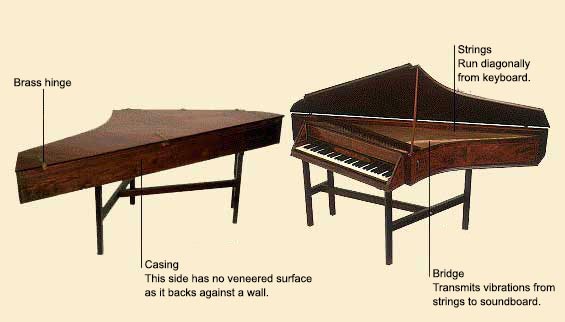 Brass hinge
Casing
This side has no veneered surface
as it backs against a wall.
Strings
Run diagonally
from keyboard.
Bridge
Transmits vibrations from
strings to soundboard.